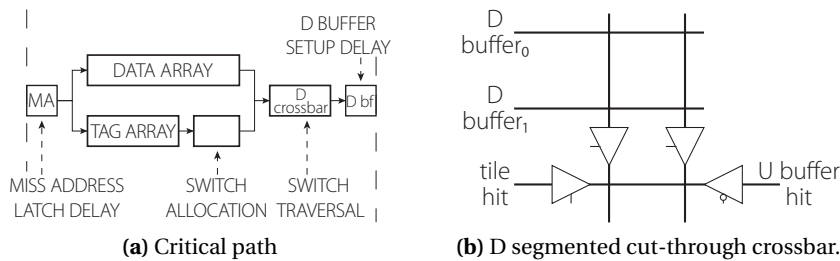 D BUFFER
SETUP DELAY
DATA ARRAY
MA
D
crossbar
D bf
TAG ARRAY
MISS ADDRESS
LATCH DELAY
SWITCH
ALLOCATION
SWITCH
TRAVERSAL
(a) Critical path
D
buffer₀
D
buffer₁
tile
hit
U buffer
hit
(b) D segmented cut-through crossbar.